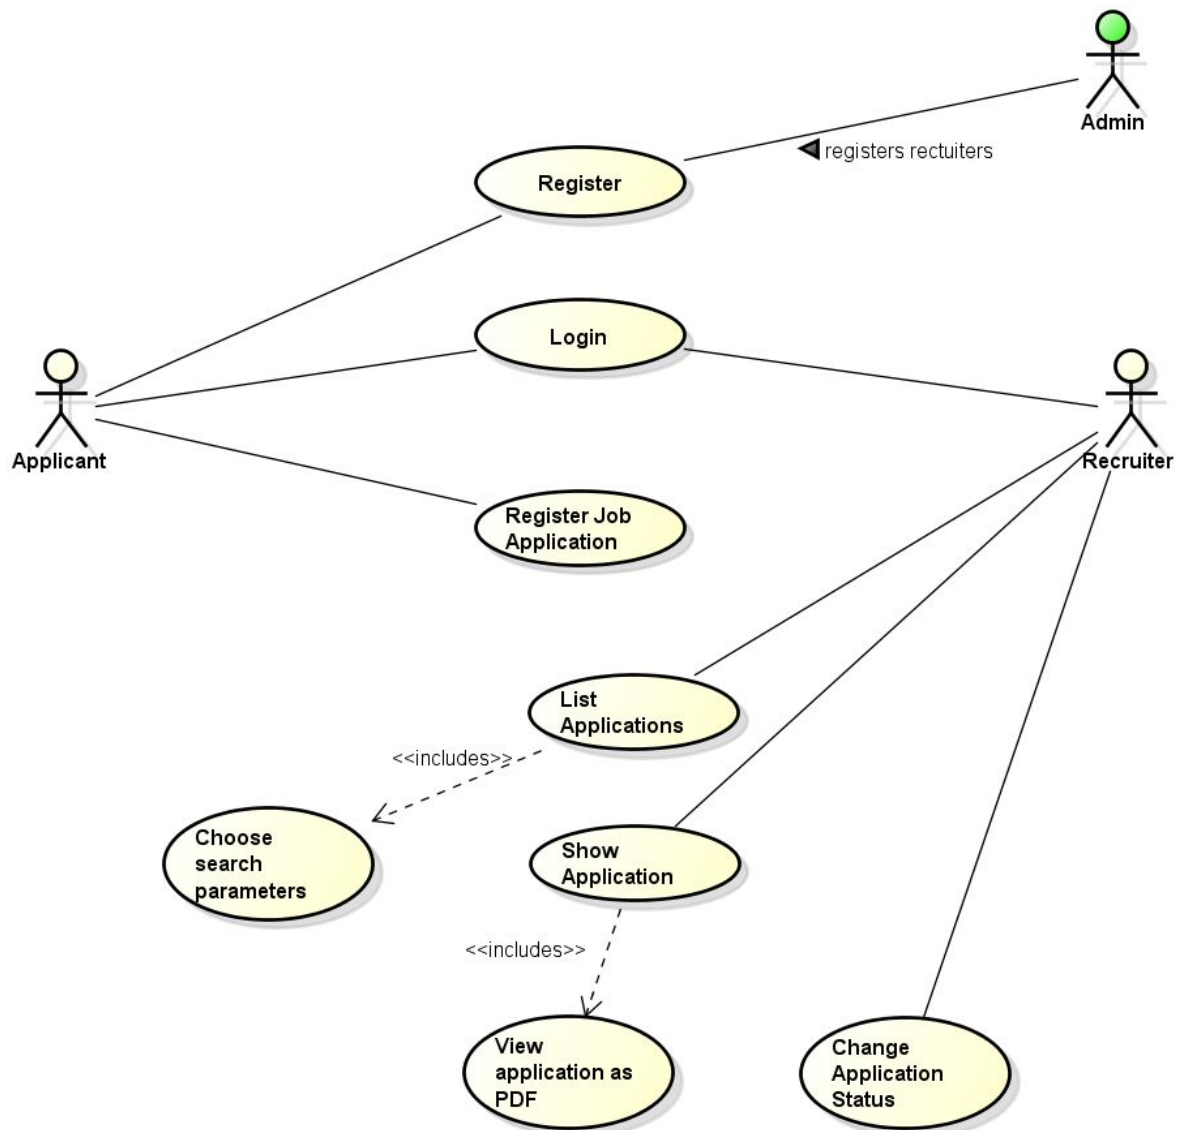 Admin
registers rectuiters
Register
Login
Applicant
Recruiter
Register Job
Application
List
Applications
<<includes>>
Choose
search
parameters
Show
Application
<<includes>>
View
application as
PDF
Change
Application
Status